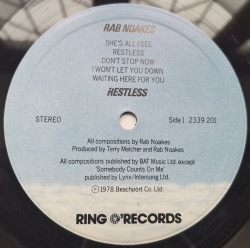 RAB NOAKES
SHE'S ALL I SEE
RESTLESS
DON'T STOP NOW
I WON'T LET YOU DOWN
WAITING HERE FOR YOU
RESTLESS
STEREO
Side 1 2339 201
All compositions by Rab Noakes
Produced by Terry Melcher and Rab Noakes
All compositions published by BAT Music Ltd. except
'Somebody Counts On Me'
published by Lynx/Intersong Ltd.
℗ 1978 Beachport Co. Ltd.
RING O'RECORDS